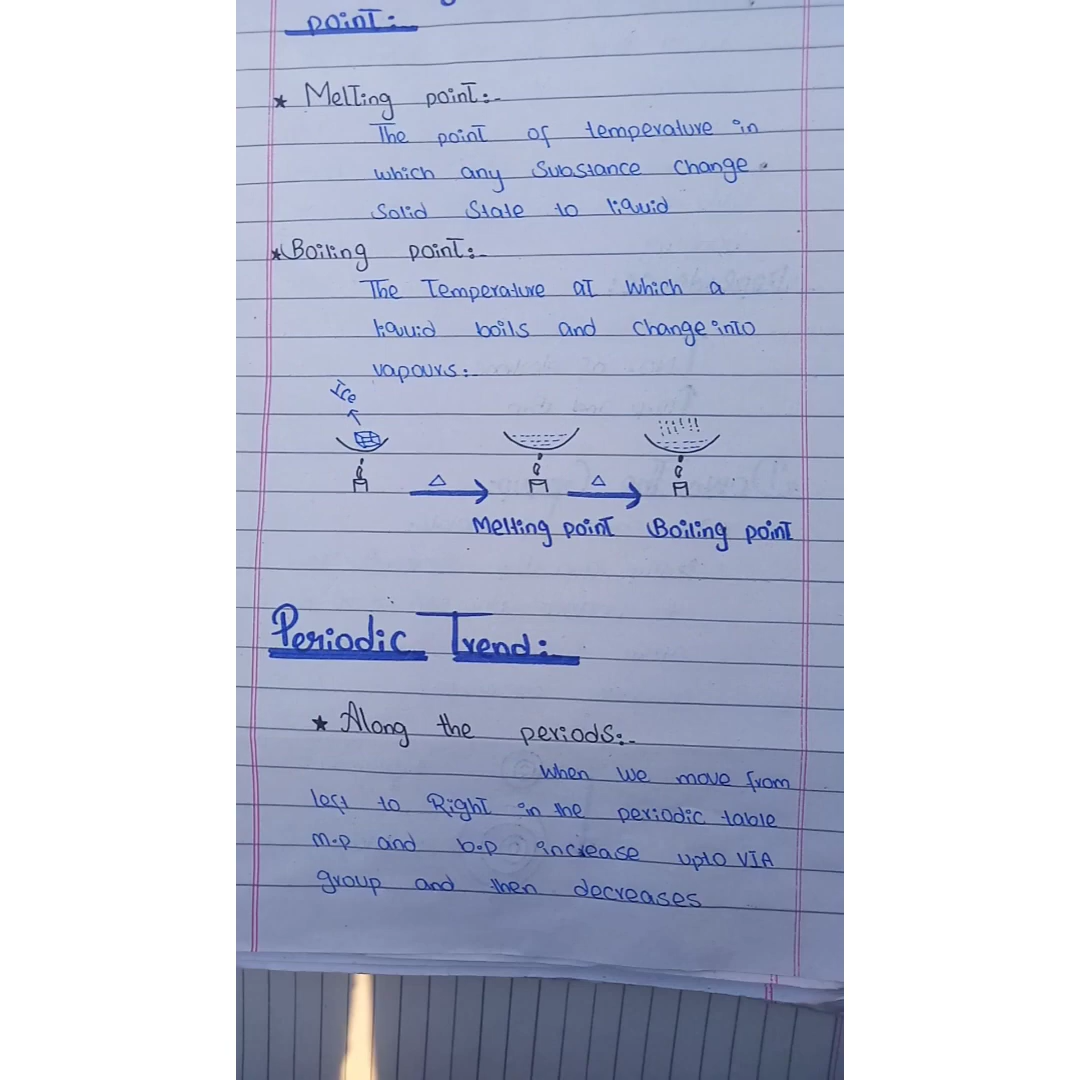 point:-
* Melting point:-
The point of temperature in
which any Substance change
Solid State to liquid
* Boiling point:-
The Temperature at which a
liquid boils and change into
vapours:-
Ice
Δ Δ
Melting point Boiling point
Periodic Trend:-
* Along the periods:-
when we move from
left to Right in the periodic table
m.p and b.p increase upto VIA
group and then decreases